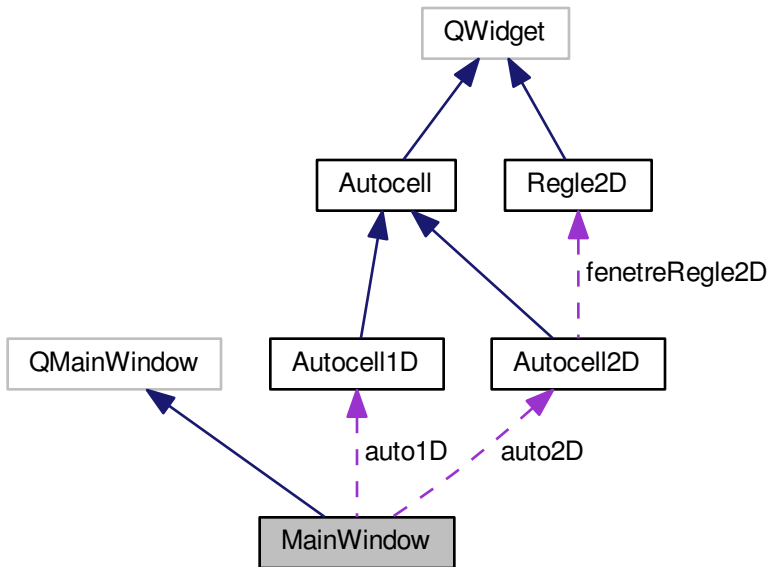 QWidget
Autocell
Regle2D
fenetreRegle2D
QMainWindow
Autocell1D
Autocell2D
auto1D
auto2D
MainWindow